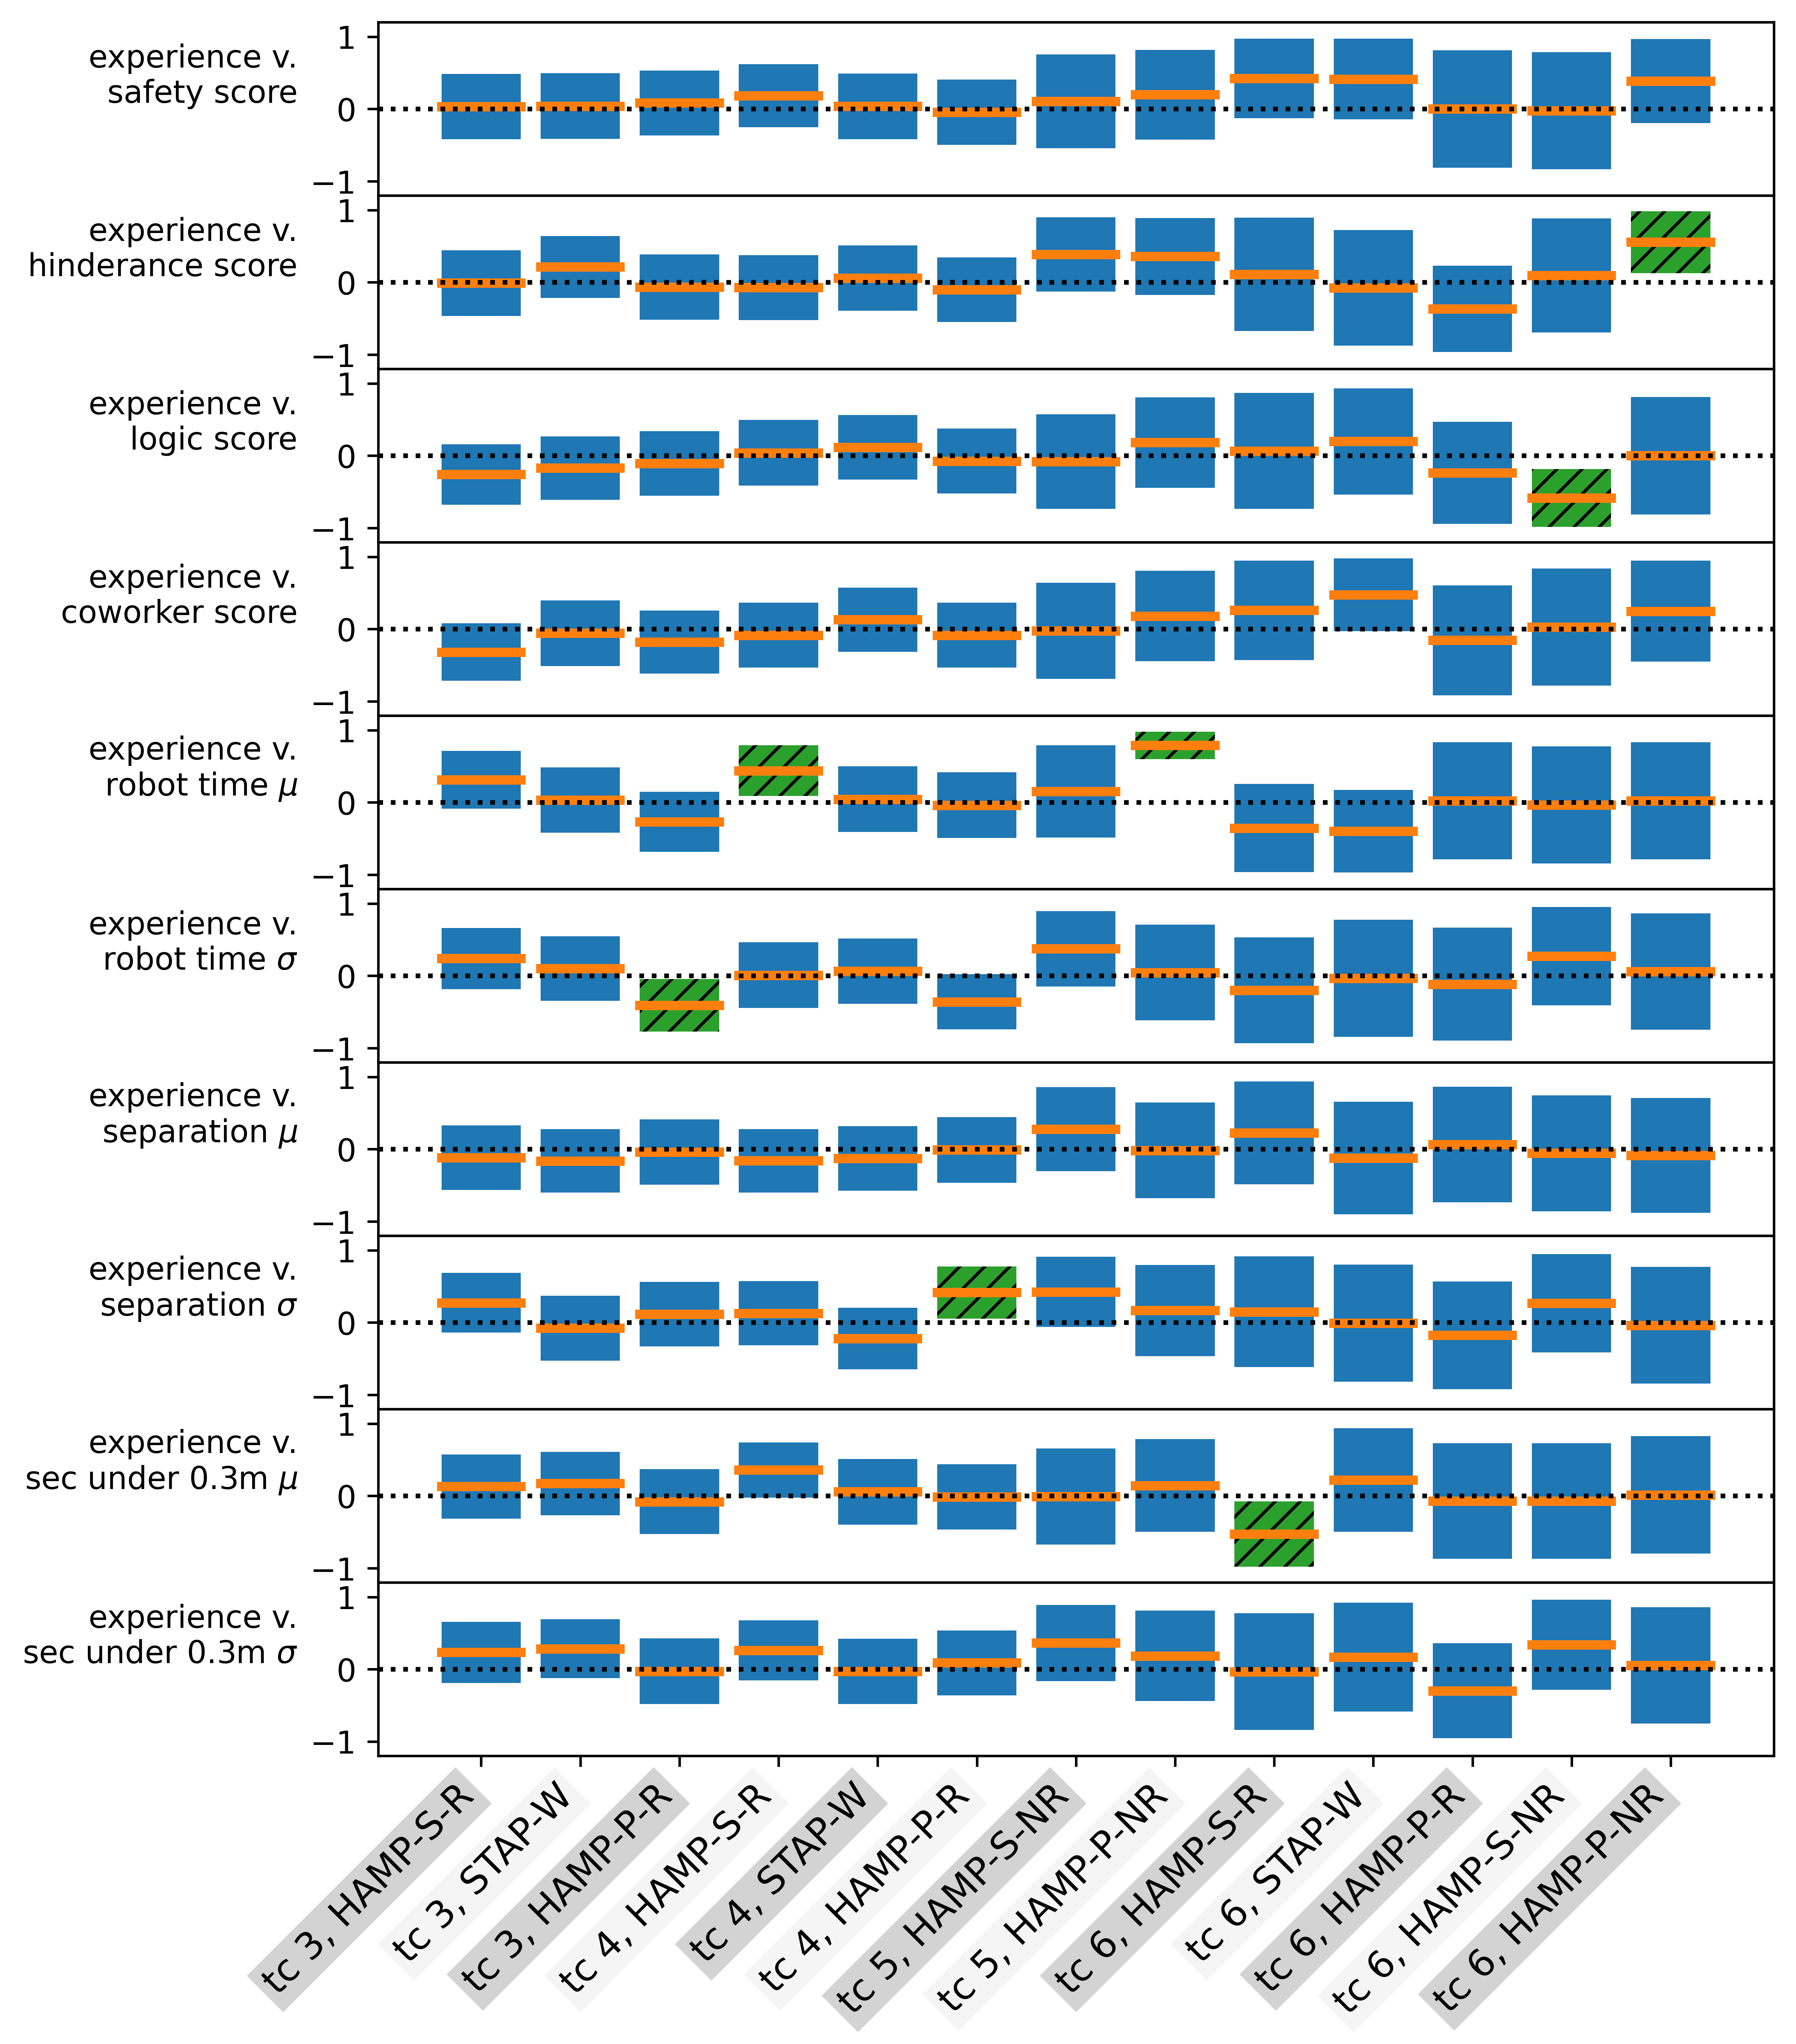 experience v.
safety score
1
0
−1
experience v.
hinderance score
1
0
−1
experience v.
logic score
1
0
−1
experience v.
coworker score
1
0
−1
experience v.
robot time μ
1
0
−1
experience v.
robot time σ
1
0
−1
experience v.
separation μ
1
0
−1
experience v.
separation σ
1
0
−1
experience v.
sec under 0.3m μ
1
0
−1
experience v.
sec under 0.3m σ
1
0
−1
tc 3, HAMP-S-R
tc 3, STAP-W
tc 3, HAMP-P-R
tc 4, HAMP-S-R
tc 4, STAP-W
tc 4, HAMP-P-R
tc 5, HAMP-S-NR
tc 5, HAMP-P-NR
tc 6, HAMP-S-R
tc 6, STAP-W
tc 6, HAMP-P-R
tc 6, HAMP-S-NR
tc 6, HAMP-P-NR